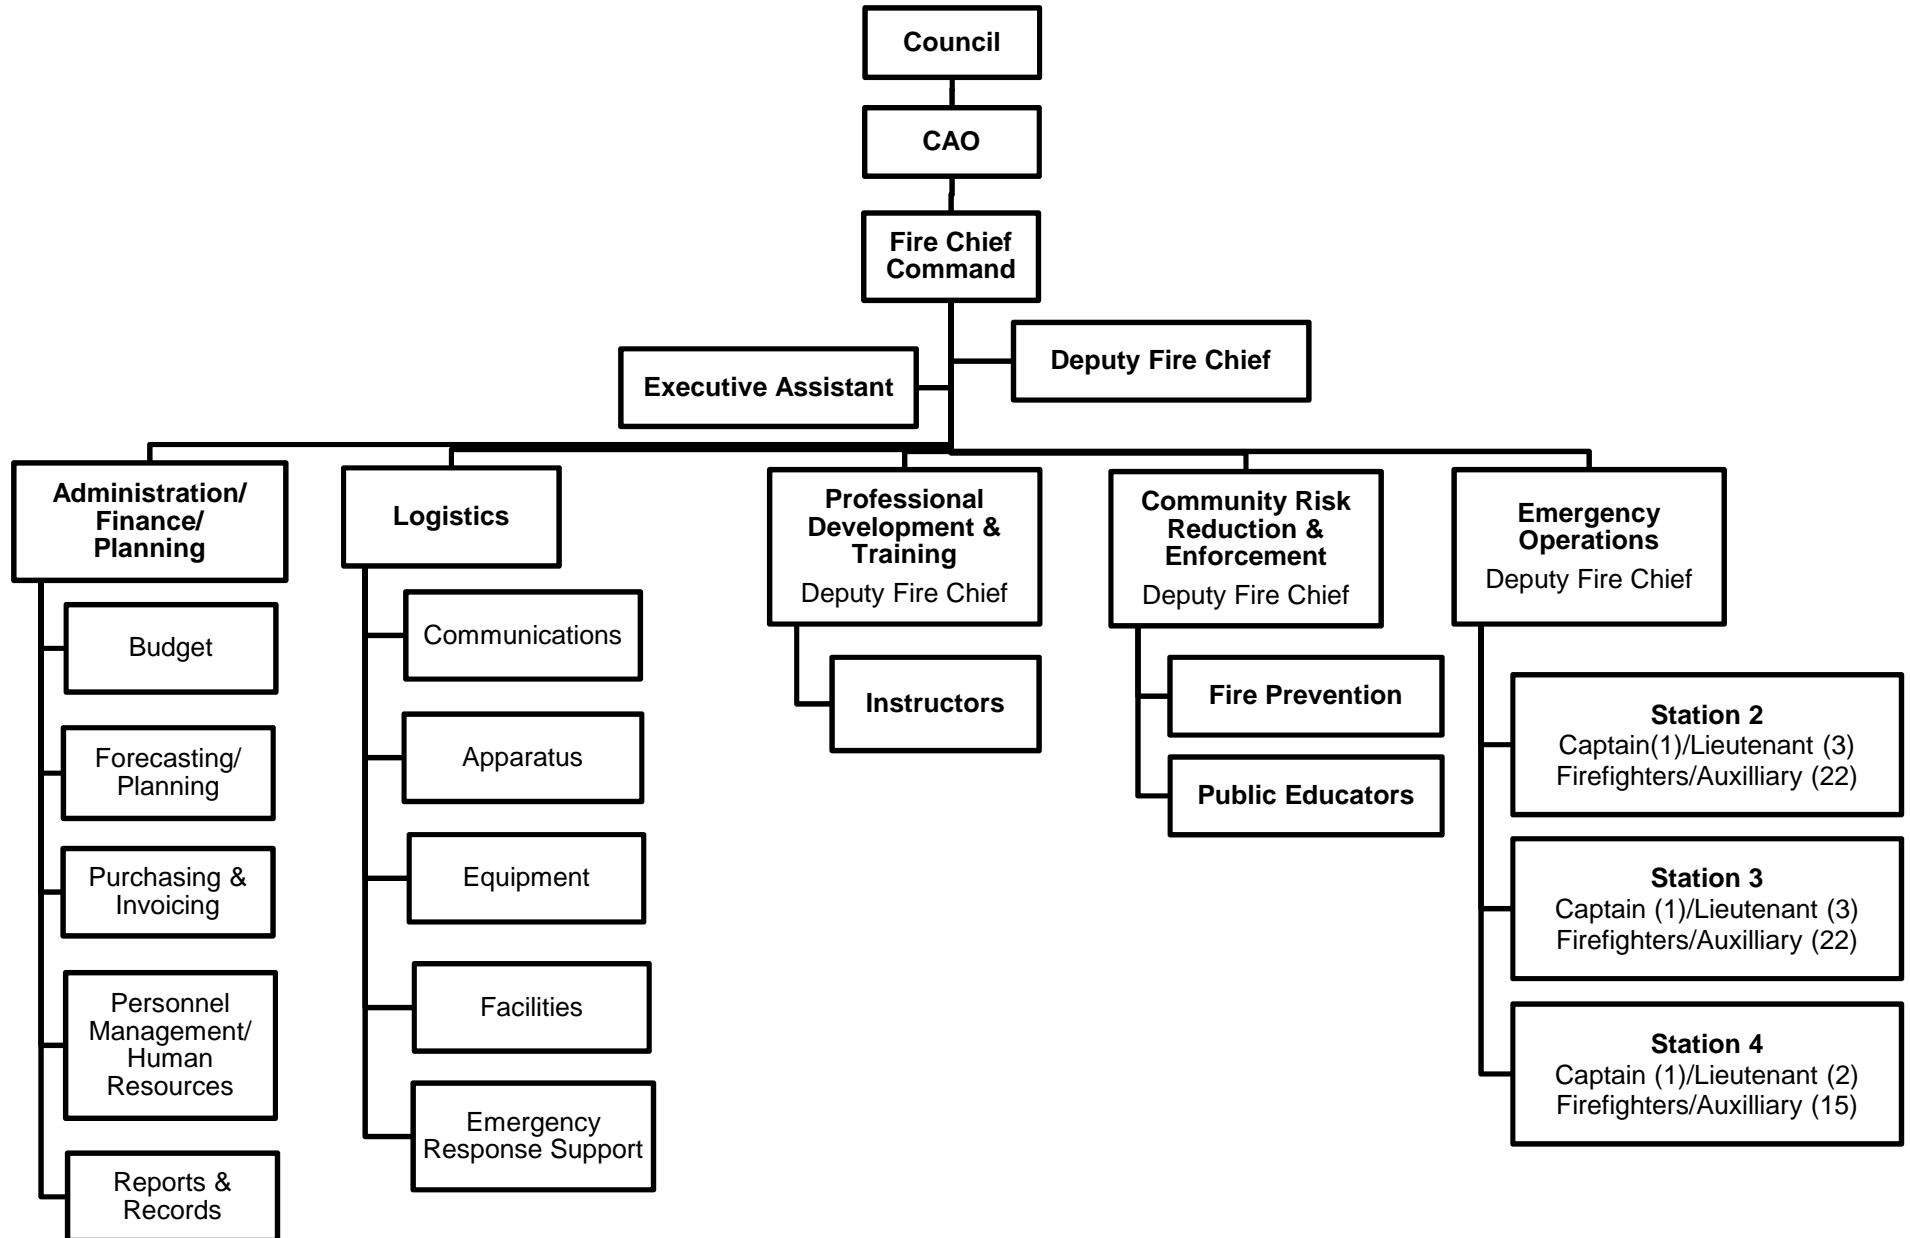 Council
CAO
Fire Chief
Command
Deputy Fire Chief
Executive Assistant
Administration/
Finance/
Planning
Budget
Forecasting/
Planning
Purchasing &
Invoicing
Personnel
Management/
Human
Resources
Reports &
Records
Logistics
Communications
Apparatus
Equipment
Facilities
Emergency
Response Support
Professional
Development &
Training
Deputy Fire Chief
Instructors
Community Risk
Reduction &
Enforcement
Deputy Fire Chief
Fire Prevention
Public Educators
Emergency
Operations
Deputy Fire Chief
Station 2
Captain(1)/Lieutenant (3)
Firefighters/Auxilliary (22)
Station 3
Captain (1)/Lieutenant (3)
Firefighters/Auxilliary (22)
Station 4
Captain (1)/Lieutenant (2)
Firefighters/Auxilliary (15)